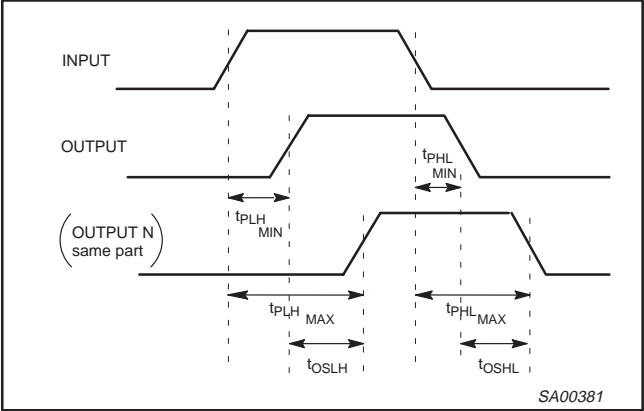 INPUT
OUTPUT
tPHL
MIN
tPLH
MIN
OUTPUT N
same part
tPLH
MAX
tPHL
MAX
tOSLH
tOSHL
SA00381